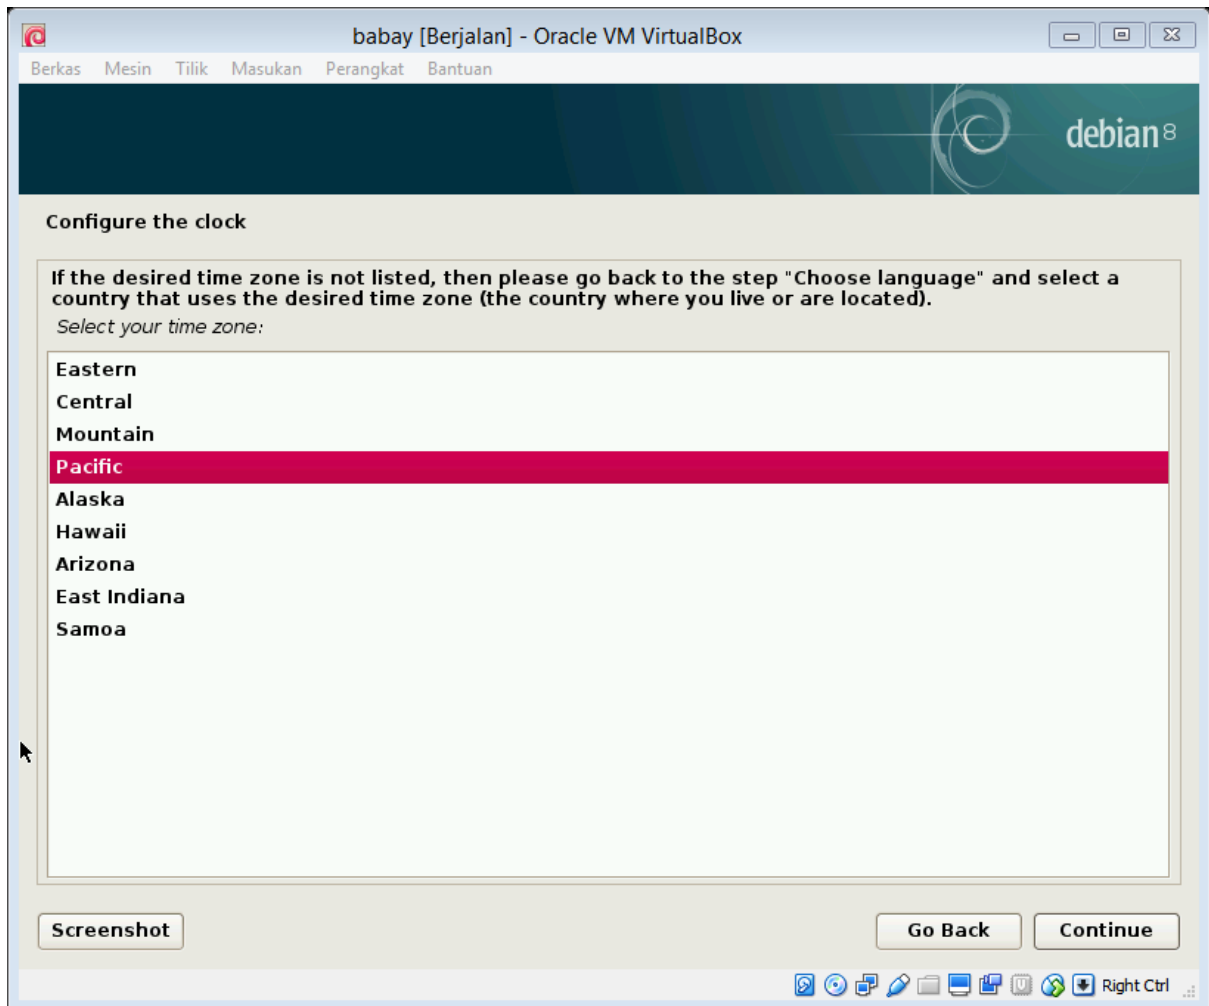 babay [Berjalan] - Oracle VM VirtualBox
Berkas Mesin Tilik Masukan Perangkat Bantuan
debian 8
Configure the clock
If the desired time zone is not listed, then please go back to the step "Choose language" and select a
country that uses the desired time zone (the country where you live or are located).
Select your time zone:
Eastern
Central
Mountain
Pacific
Alaska
Hawaii
Arizona
East Indiana
Samoa
Screenshot Go Back Continue
Right Ctrl